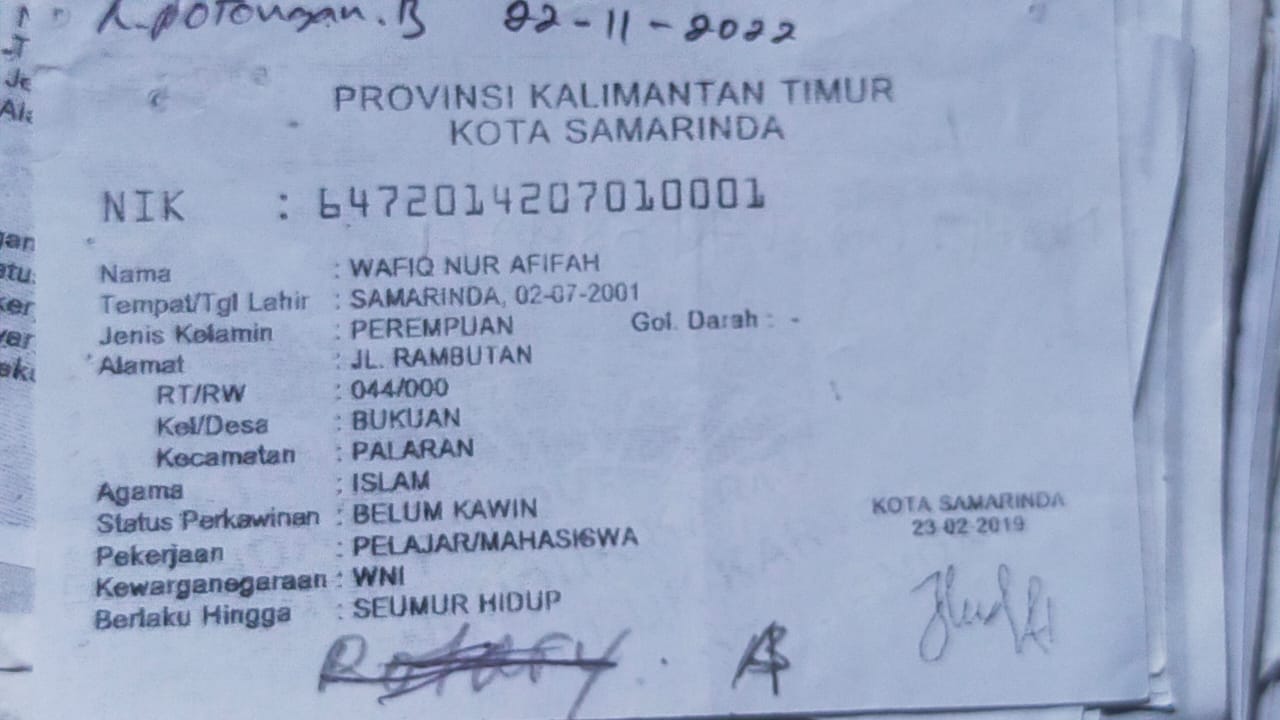 R. potongan. B 22-11-2022
PROVINSI KALIMANTAN TIMUR
KOTA SAMARINDA
NIK : 6472014207010001
Nama : WAFIQ NUR AFIFAH
Tempat/Tgl Lahir : SAMARINDA, 02-07-2001
Jenis Kelamin : PEREMPUAN Gol. Darah : -
Alamat : JL. RAMBUTAN
RT/RW : 044/000
Kel/Desa : BUKUAN
Kecamatan : PALARAN
Agama : ISLAM
Status Perkawinan : BELUM KAWIN
Pekerjaan : PELAJAR/MAHASISWA
Kewarganegaraan : WNI
Berlaku Hingga : SEUMUR HIDUP
KOTA SAMARINDA
23-02-2019